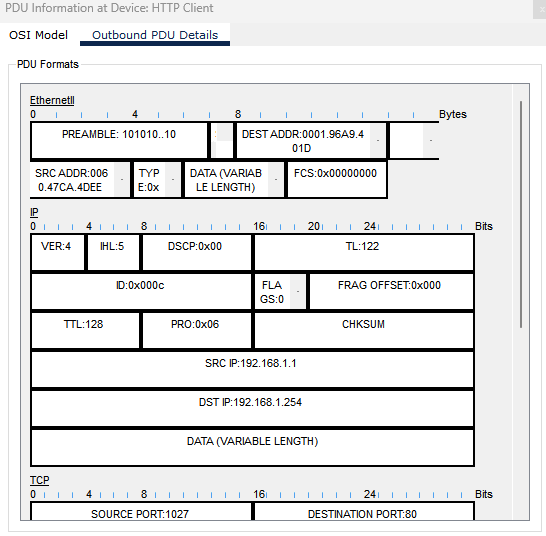 PDU Information at Device: HTTP Client
OSI Model Outbound PDU Details
PDU Formats
EthernetII
0 4 8 Bytes
PREAMBLE: 101010..10 DEST ADDR:0001.96A9.4
01D
SRC ADDR:006 TYP DATA (VARIAB FCS:0x00000000
0.47CA.4DEE E:0x LE LENGTH)
IP
0 4 8 16 20 24 Bits
VER:4 IHL:5 DSCP:0x00 TL:122
ID:0x000c FLA FRAG OFFSET:0x000
GS:0
TTL:128 PRO:0x06 CHKSUM
SRC IP:192.168.1.1
DST IP:192.168.1.254
DATA (VARIABLE LENGTH)
TCP
0 4 8 16 24 Bits
SOURCE PORT:1027 DESTINATION PORT:80